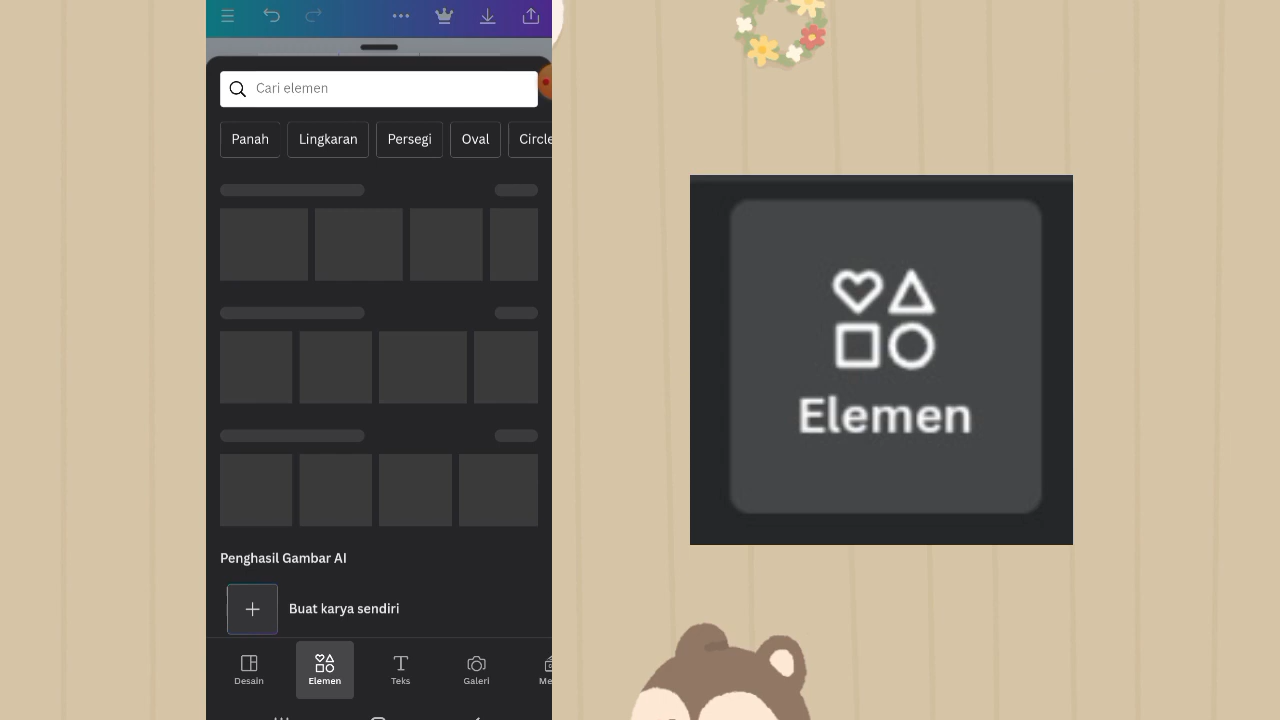 Cari elemen
Panah
Lingkaran
Persegi
Oval
Circle
Penghasil Gambar AI
Buat karya sendiri
Desain
Elemen
Teks
Galeri
Elemen